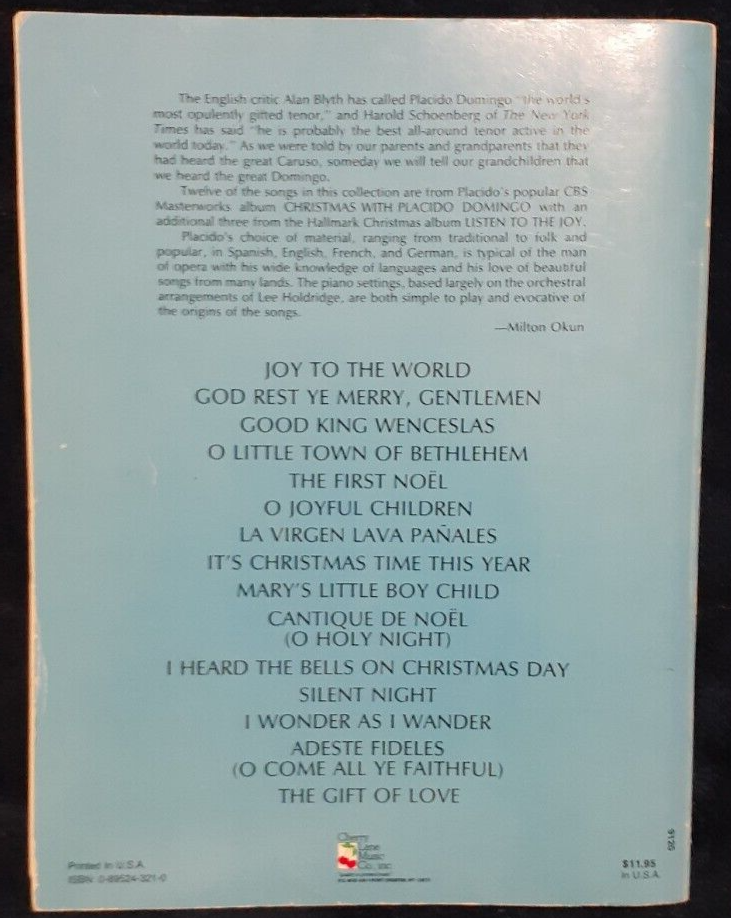 The English critic Alan Blyth has called Placido Domingo "the world's
most opulently gifted tenor," and Harold Schoenberg of The New York
Times has said "he is probably the best all-around tenor active in the
world today." As we were told by our parents and grandparents that they
had heard the great Caruso, someday we will tell our grandchildren that
we heard the great Domingo.
Twelve of the songs in this collection are from Placido's popular CBS
Masterworks album CHRISTMAS WITH PLACIDO DOMINGO with an
additional three from the Hallmark Christmas album LISTEN TO THE JOY.
Placido's choice of material, ranging from traditional to folk and
popular, in Spanish, English, French, and German, is typical of the man
of opera with his wide knowledge of languages and his love of beautiful
songs from many lands. The piano settings, based largely on the orchestral
arrangements of Lee Holdridge, are both simple to play and evocative of
the origins of the songs.
—Milton Okun
JOY TO THE WORLD
GOD REST YE MERRY, GENTLEMEN
GOOD KING WENCESLAS
O LITTLE TOWN OF BETHLEHEM
THE FIRST NOËL
O JOYFUL CHILDREN
LA VIRGEN LAVA PAÑALES
IT'S CHRISTMAS TIME THIS YEAR
MARY'S LITTLE BOY CHILD
CANTIQUE DE NOËL
(O HOLY NIGHT)
I HEARD THE BELLS ON CHRISTMAS DAY
SILENT NIGHT
I WONDER AS I WANDER
ADESTE FIDELES
(O COME ALL YE FAITHFUL)
THE GIFT OF LOVE
Printed in U.S.A.
ISBN: 0-89524-321-0
Cherry
Lane
Music
Co., Inc.
9126
$11.95
in U.S.A.